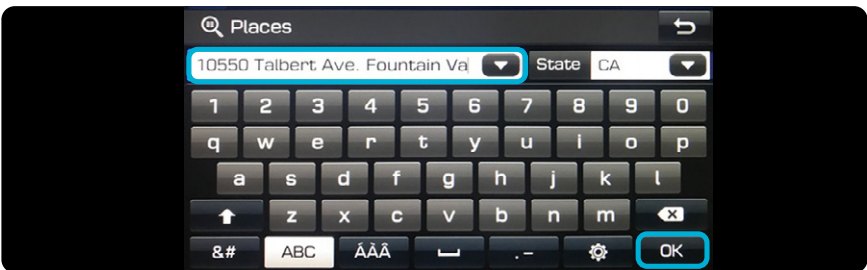 Places
10550 Talbert Ave. Fountain Va State CA
1 2 3 4 5 6 7 8 9 0
q w e r t y u i o p
a s d f g h j k l
z x c v b n m
&# ABC ÁÀÂ .- OK